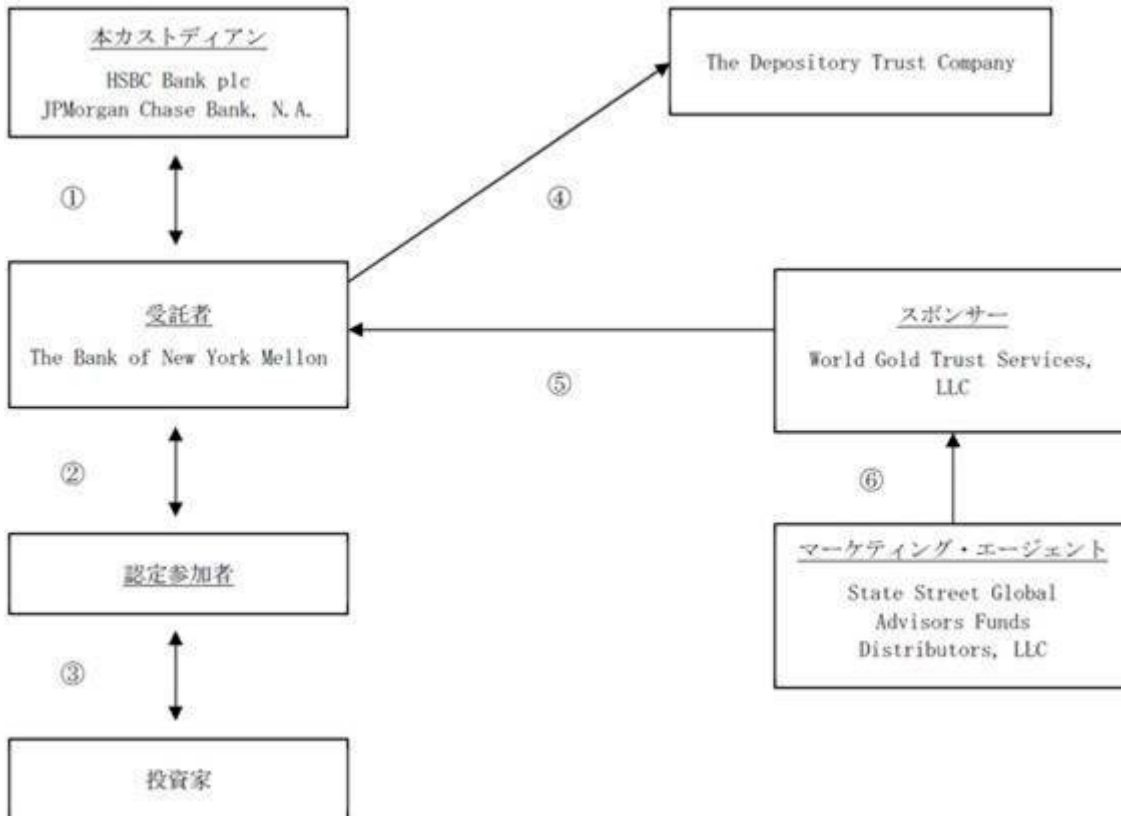 本カストディアン
HSBC Bank plc
JPMorgan Chase Bank, N.A.
The Depository Trust Company
①
④
受託者
The Bank of New York Mellon
スポンサー
World Gold Trust Services,
LLC
⑤
②
⑥
認定参加者
マーケティング・エージェント
State Street Global
Advisors Funds
Distributors, LLC
③
投資家